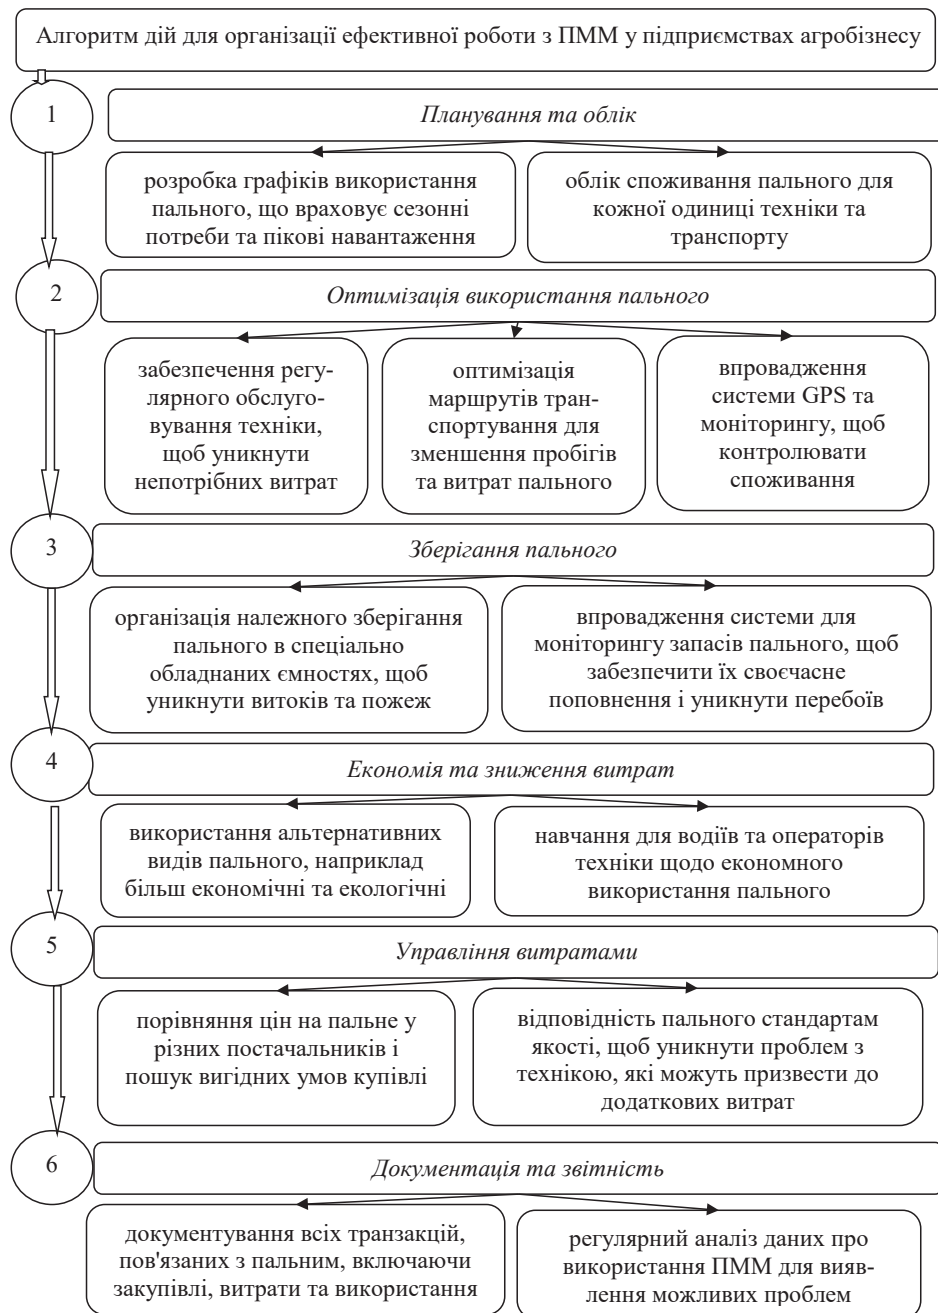 Алгоритм дій для організації ефективної роботи з ПММ у підприємствах агробізнесу
1
Планування та облік
розробка графіків використання
пального, що враховує сезонні
потреби та пікові навантаження
облік споживання пального для
кожної одиниці техніки та
транспорту
2
Оптимізація використання пального
забезпечення регу-
лярного обслуго-
вування техніки,
щоб уникнути
непотрібних витрат
оптимізація
маршрутів тран-
спортування для
зменшення пробігів
та витрат пального
впровадження
системи GPS та
моніторингу, щоб
контролювати
споживання
3
Зберігання пального
організація належного зберігання
пального в спеціально
обладнаних ємностях, щоб
уникнути витоків та пожеж
впровадження системи для
моніторингу запасів пального, щоб
забезпечити їх своєчасне
поповнення і уникнути перебоїв
4
Економія та зниження витрат
використання альтернативних
видів пального, наприклад
більш економічні та екологічні
навчання для водіїв та операторів
техніки щодо економного
використання пального
5
Управління витратами
порівняння цін на пальне у
різних постачальників і
пошук вигідних умов купівлі
відповідність пального стандартам
якості, щоб уникнути проблем з
технікою, які можуть призвести до
додаткових витрат
6
Документація та звітність
документування всіх транзакцій,
пов'язаних з пальним, включаючи
закупівлі, витрати та використання
регулярний аналіз даних про
використання ПММ для вияв-
лення можливих проблем